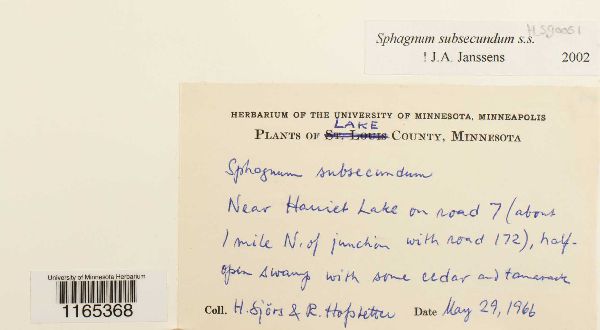 HSJ0051
Sphagnum subsecundum s.s.
! J.A. Janssens 2002
HERBARIUM OF THE UNIVERSITY OF MINNESOTA, MINNEAPOLIS
LAKE
PLANTS OF ST. LOUIS COUNTY, MINNESOTA
Sphagnum subsecundum
Near Harriet Lake on road 7 (about
1 mile N. of junction with road 172), half-
open swamp with some cedar and tamarack
Coll. H. Sjörs & R. Hofstetter Date May 29, 1966
University of Minnesota Herbarium
1165368